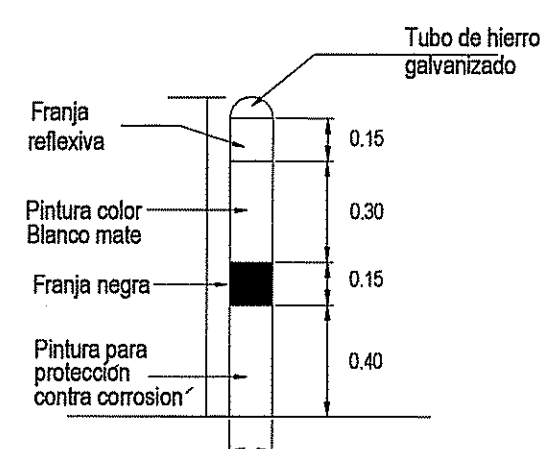 Tubo de hierro
galvanizado
Franja
reflexiva
0.15
Pintura color
Blanco mate
0.30
Franja negra
0.15
Pintura para
protección
contra corrosion´
0.40